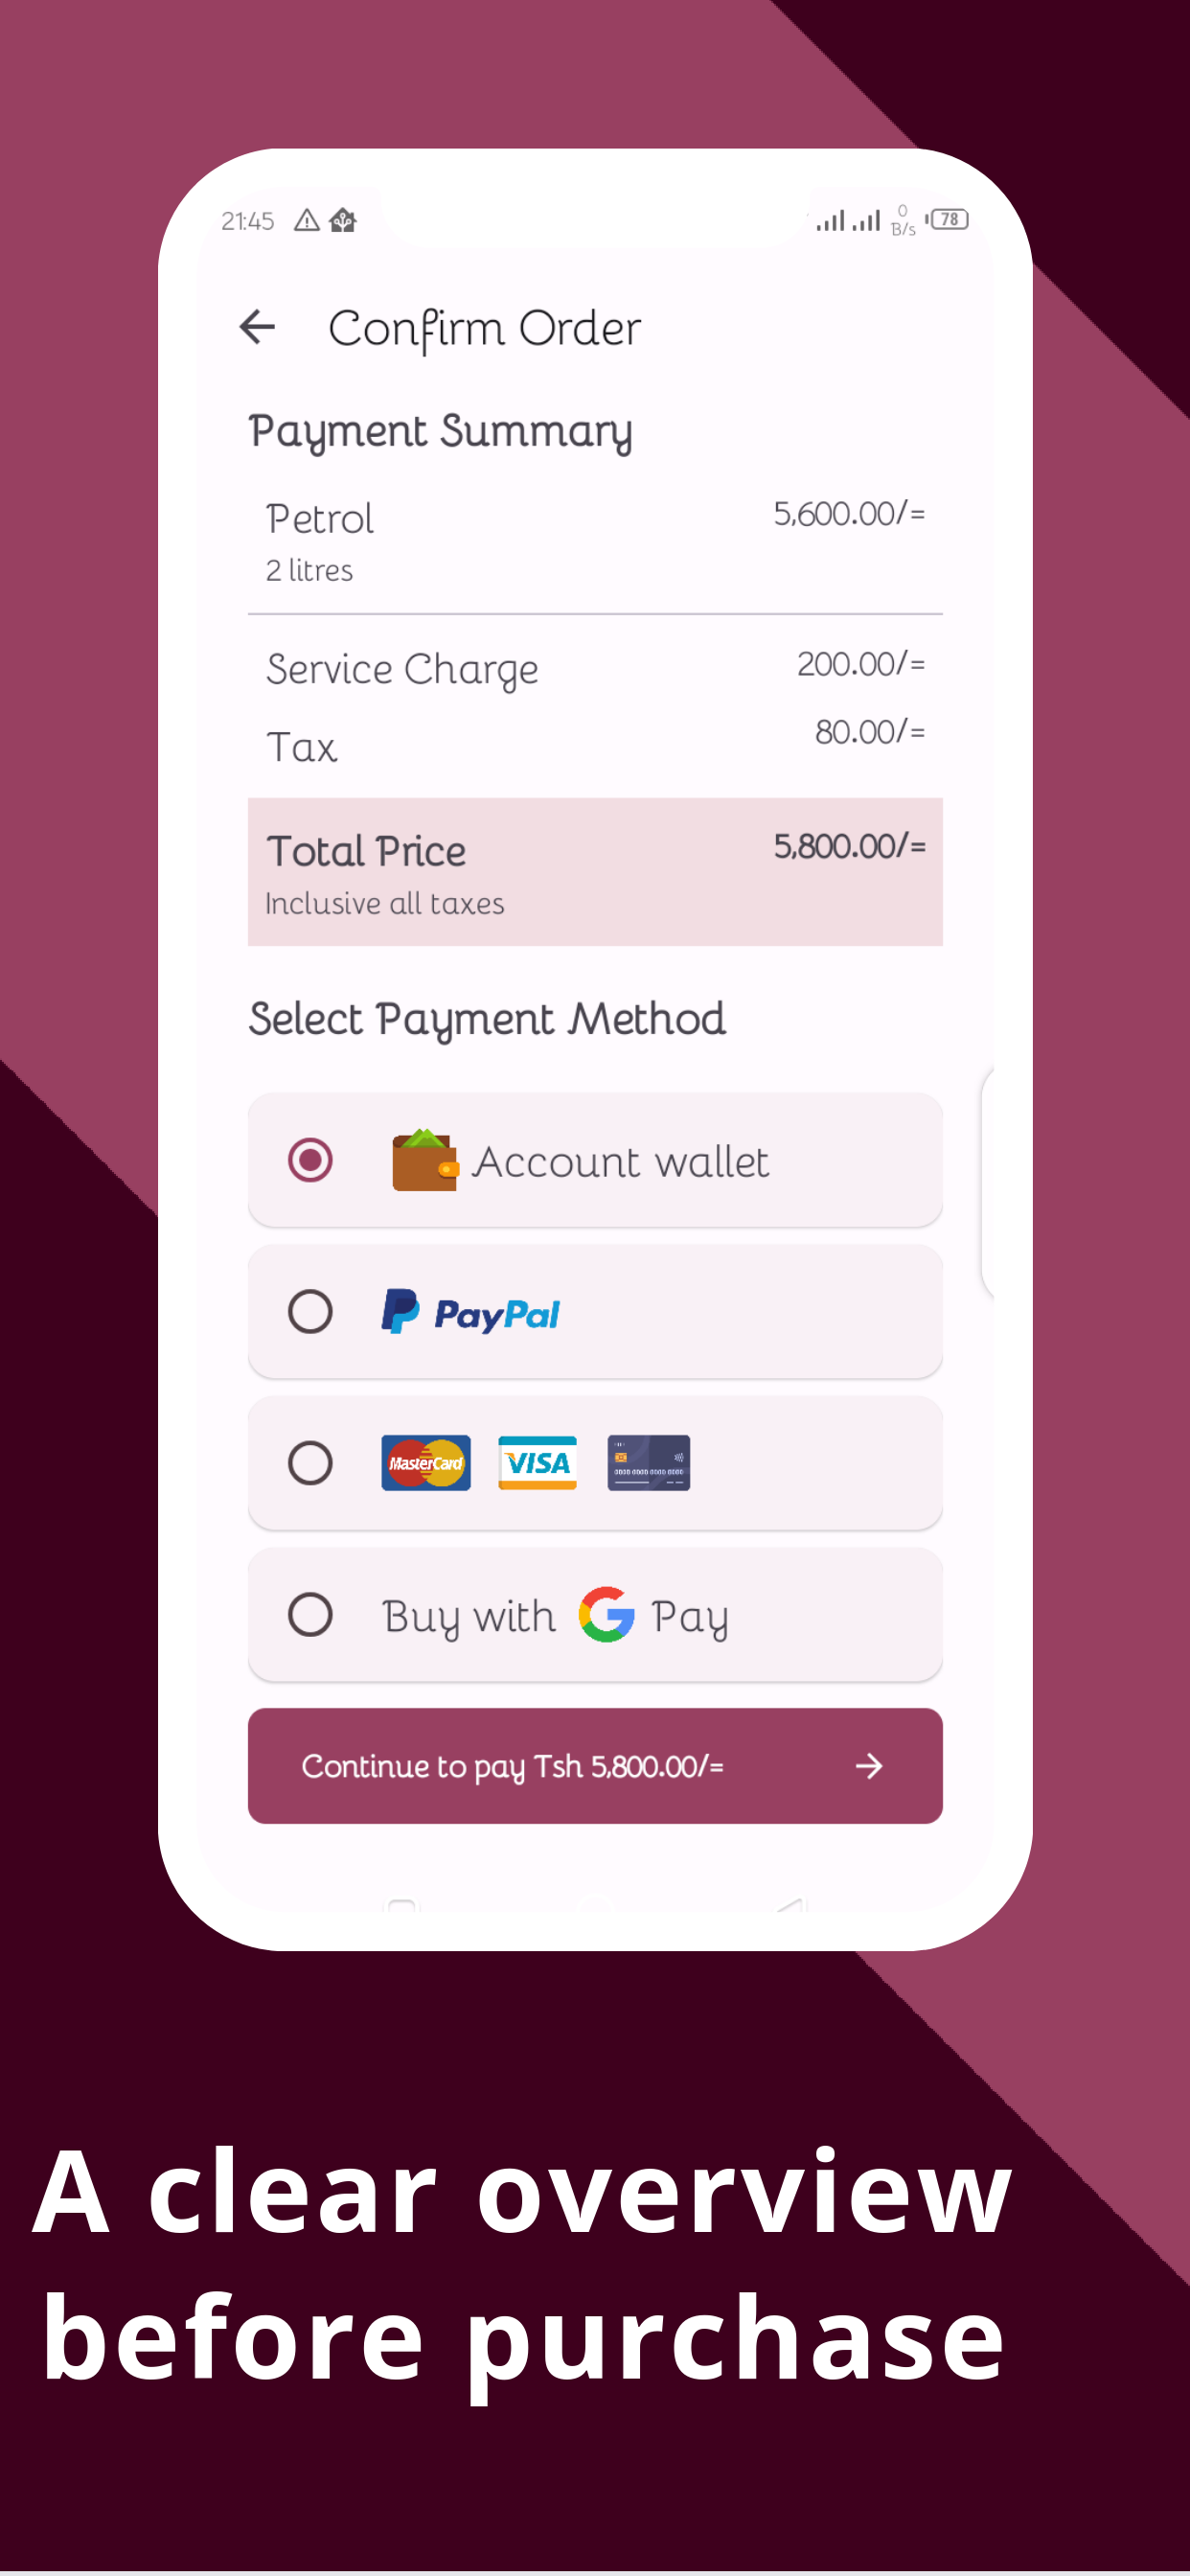 21:45
0
B/s
78
Confirm Order
Payment Summary
Petrol
5,600.00/=
2 litres
Service Charge
200.00/=
Tax
80.00/=
Total Price
5,800.00/=
Inclusive all taxes
Select Payment Method
Account wallet
PayPal
MasterCard VISA 0000 0000 0000 0000
Buy with G Pay
Continue to pay Tsh 5,800.00/=
A clear overview
before purchase